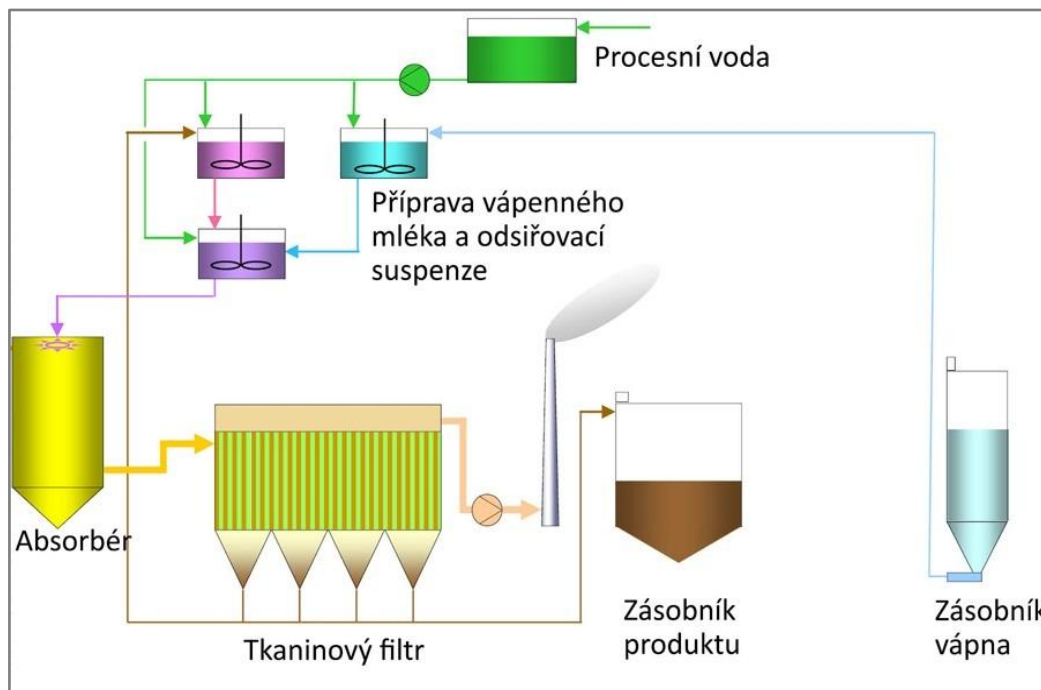 Procesní voda
Příprava vápenného
mléka a odsiřovací
suspenze
Absorbér
Tkaninový filtr
Zásobník
produktu
Zásobník
vápna